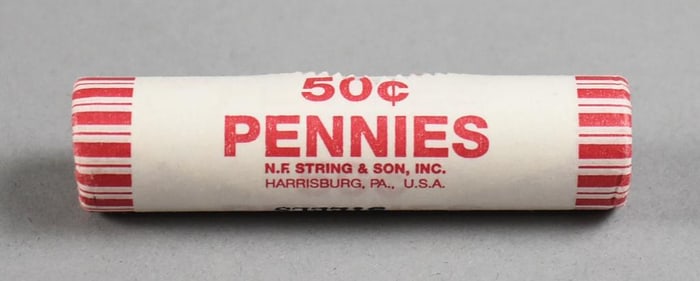 50¢
PENNIES
N.F. STRING & SON, INC.
HARRISBURG, PA., U.S.A.